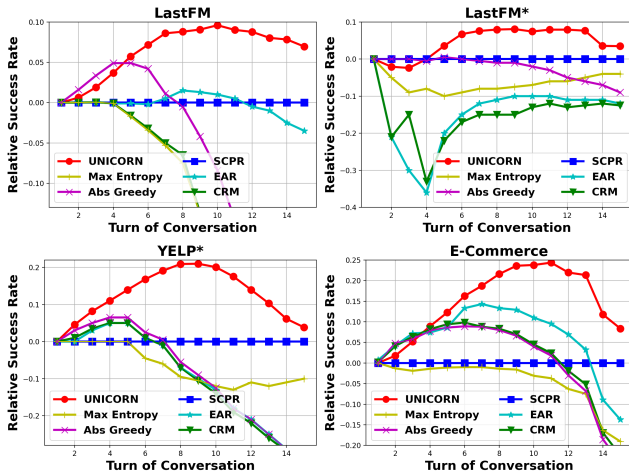 LastFM
Relative Success Rate
0.10
0.05
0.00
−0.05
−0.10
UNICORN
Max Entropy
Abs Greedy
SCPR
EAR
CRM
2 4 6 8 10 12 14
Turn of Conversation
LastFM*
Relative Success Rate
0.1
0.0
−0.1
−0.2
−0.3
−0.4
UNICORN
Max Entropy
Abs Greedy
SCPR
EAR
CRM
2 4 6 8 10 12 14
Turn of Conversation
YELP*
Relative Success Rate
0.2
0.1
0.0
−0.1
−0.2
UNICORN
Max Entropy
Abs Greedy
SCPR
EAR
CRM
2 4 6 8 10 12 14
Turn of Conversation
E-Commerce
Relative Success Rate
0.25
0.20
0.15
0.10
0.05
0.00
−0.05
−0.10
−0.15
−0.20
UNICORN
Max Entropy
Abs Greedy
SCPR
EAR
CRM
2 4 6 8 10 12 14
Turn of Conversation